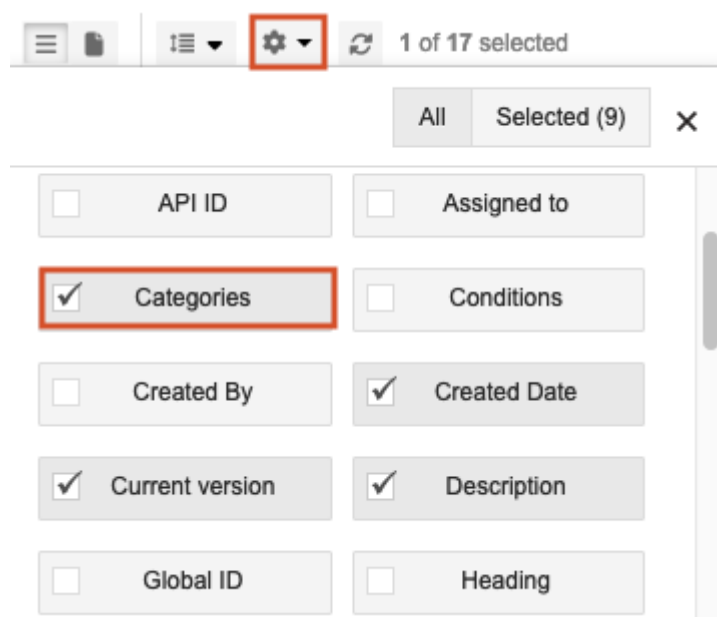 1 of 17 selected
All Selected (9)
API ID Assigned to
Categories Conditions
Created By Created Date
Current version Description
Global ID Heading